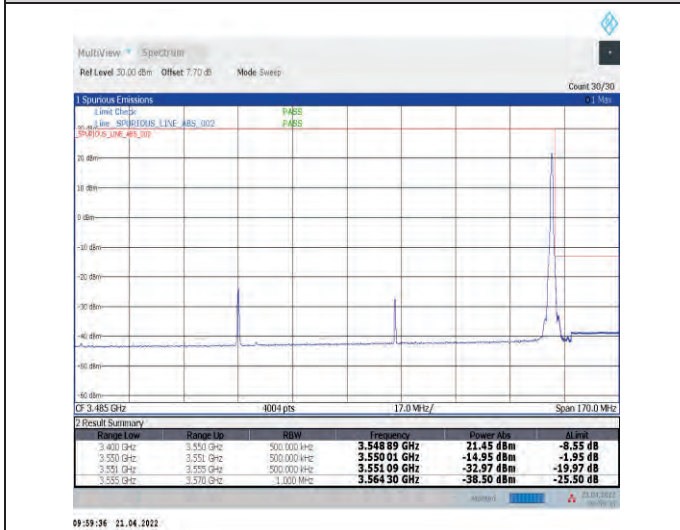 MultiView Spectrum
Ref Level 30.00 dBm Offset 7.70 dB Mode Sweep
Count 30/30
1 Spurious Emissions 1 Max
Limit Check PASS
Line _SPURIOUS_LINE_ABS_002 PASS
_SPURIOUS_LINE_ABS_002
20 dBm
10 dBm
0 dBm
-10 dBm
-20 dBm
-30 dBm
-40 dBm
-50 dBm
-60 dBm
CF 3.485 GHz 4004 pts 17.0 MHz/ Span 170.0 MHz
2 Result Summary
Range Low Range Up RBW Frequency Power Abs ΔLimit
3.400 GHz 3.550 GHz 500.000 kHz 3.548 89 GHz 21.45 dBm -8.55 dB
3.550 GHz 3.551 GHz 500.000 kHz 3.550 01 GHz -14.95 dBm -1.95 dB
3.551 GHz 3.555 GHz 500.000 kHz 3.551 09 GHz -32.97 dBm -19.97 dB
3.555 GHz 3.570 GHz 1.000 MHz 3.564 30 GHz -38.50 dBm -25.50 dB
21.04.2022
09:59:36 21.04.2022